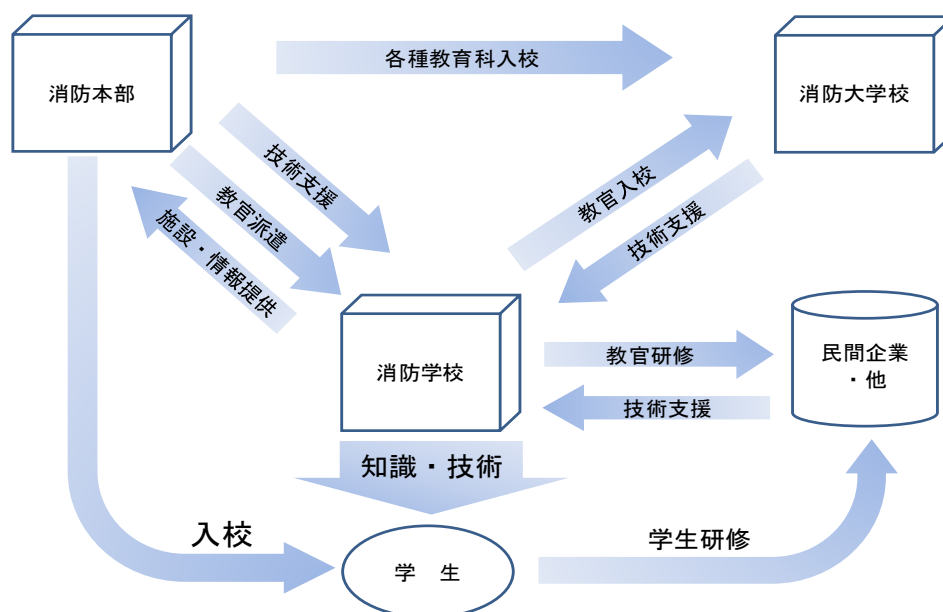 消防本部
各種教育科入校
消防大学校
技術支援
教官派遣
施設・情報提供
教官入校
技術支援
消防学校
教官研修
技術支援
民間企業
・他
知識・技術
入校
学　生
学生研修